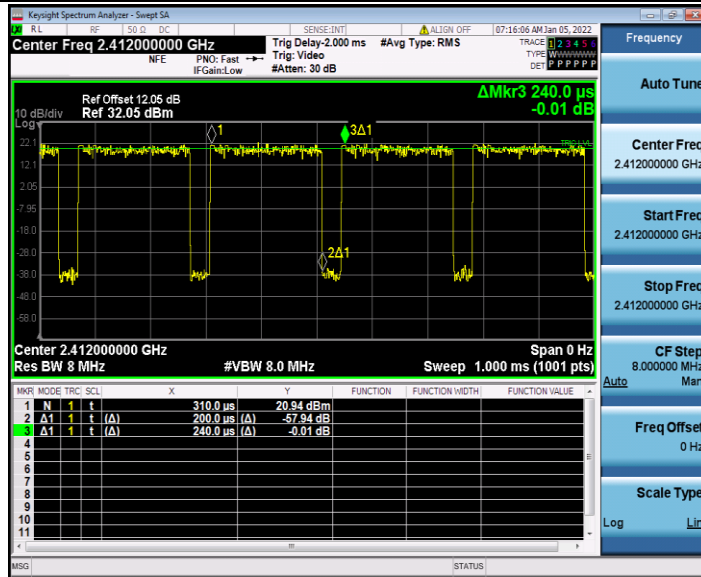 Keysight Spectrum Analyzer - Swept SA
RL RF 50 Ω DC SENSE:INT ALIGN OFF 07:16:06 AM Jan 05, 2022
Center Freq 2.412000000 GHz
NFE
PNO: Fast
IFGain:Low
Trig Delay-2.000 ms
Trig: Video
#Atten: 30 dB
#Avg Type: RMS
TRACE 1 2 3 4 5 6
TYPE WWWWWW
DET P P P P P P
ΔMkr3 240.0 µs
-0.01 dB
Ref Offset 12.05 dB
Ref 32.05 dBm
10 dB/div
Log
22.1
12.1
2.05
-7.95
-18.0
-28.0
-38.0
-48.0
-58.0
1
3Δ1
2Δ1
TRIG LVL
Center 2.412000000 GHz Span 0 Hz
Res BW 8 MHz #VBW 8.0 MHz Sweep 1.000 ms (1001 pts)
MKR MODE TRC SCL X Y FUNCTION FUNCTION WIDTH FUNCTION VALUE
1 N 1 t 310.0 µs 20.94 dBm
2 Δ1 1 t (Δ) 200.0 µs (Δ) -57.94 dB
3 Δ1 1 t (Δ) 240.0 µs (Δ) -0.01 dB
4
5
6
7
8
9
10
11
MSG STATUS
Frequency
Auto Tune
Center Freq
2.412000000 GHz
Start Freq
2.412000000 GHz
Stop Freq
2.412000000 GHz
CF Step
8.000000 MHz
Auto Man
Freq Offset
0 Hz
Scale Type
Log Lin